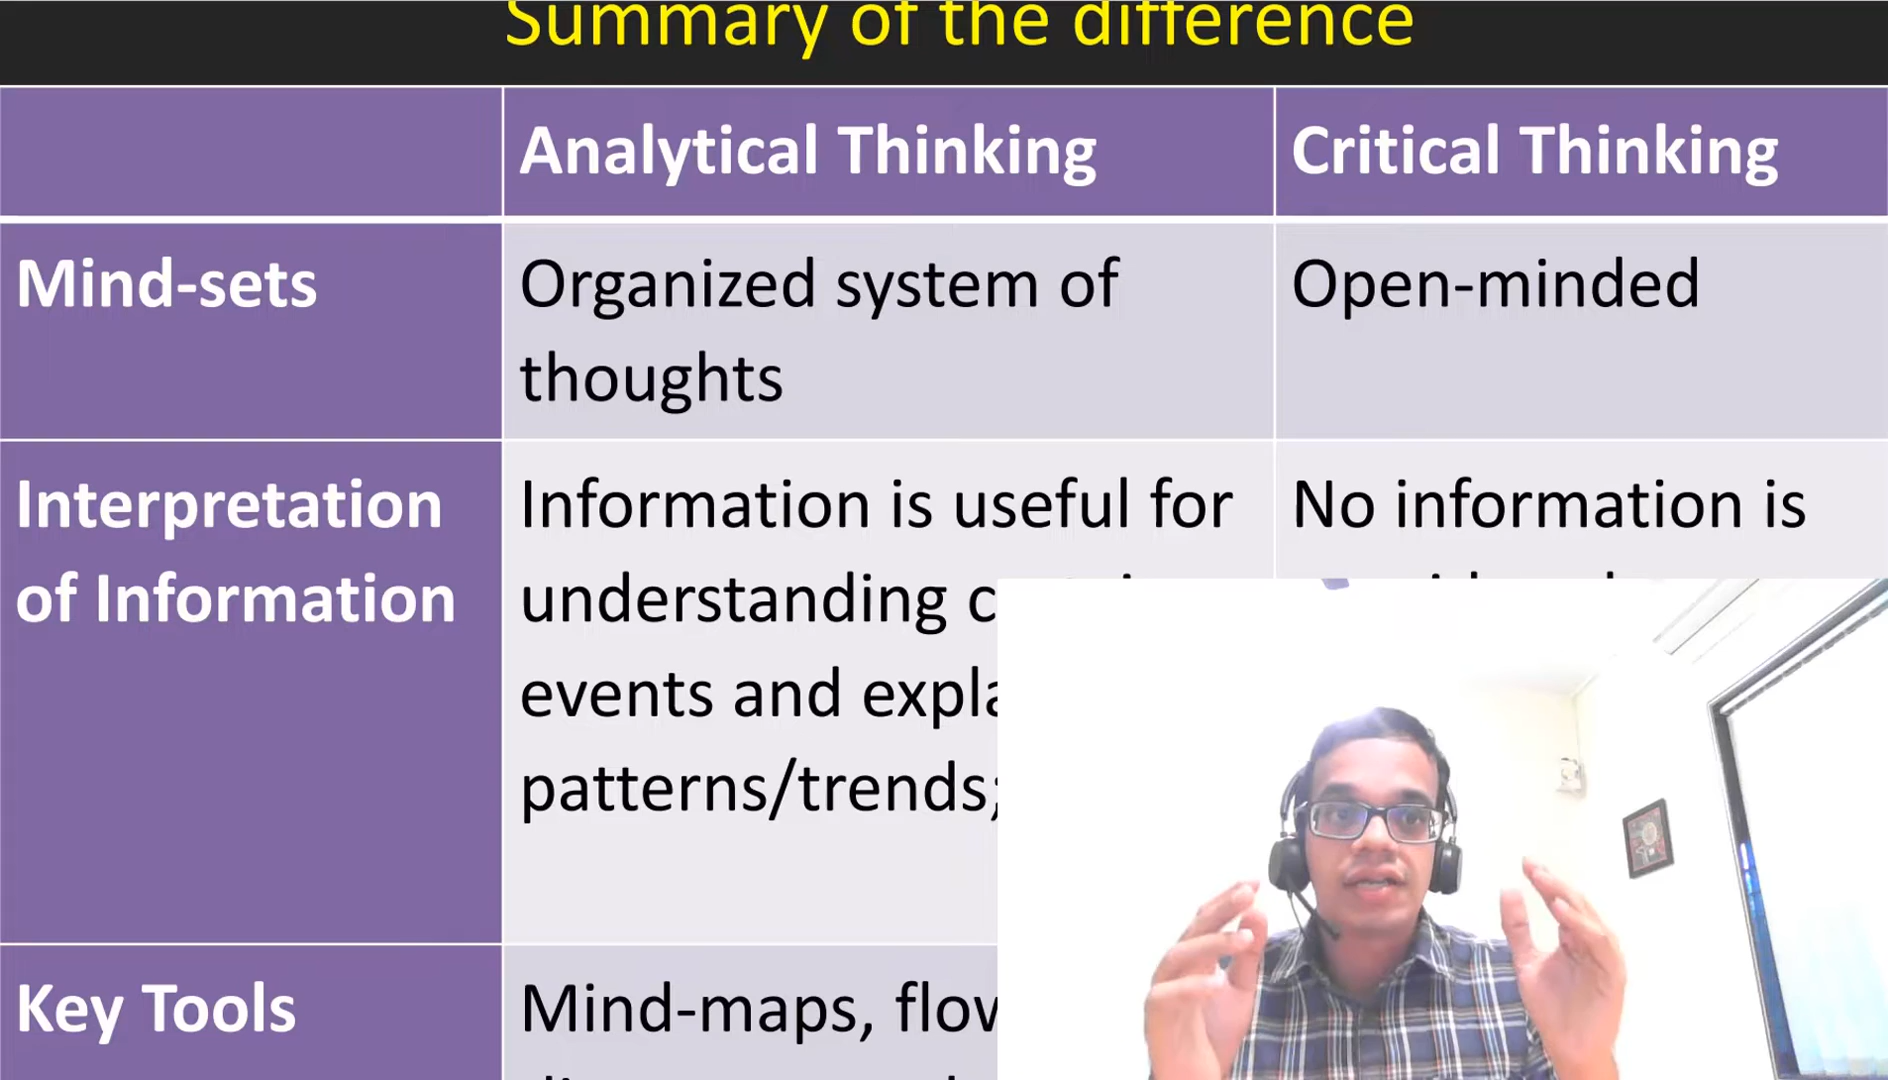 Summary of the difference
Analytical Thinking
Critical Thinking
Mind-sets
Organized system of
thoughts
Open-minded
Interpretation
of Information
Information is useful for
understanding
events and
patterns/trends;
No information is
Key Tools
Mind-maps,